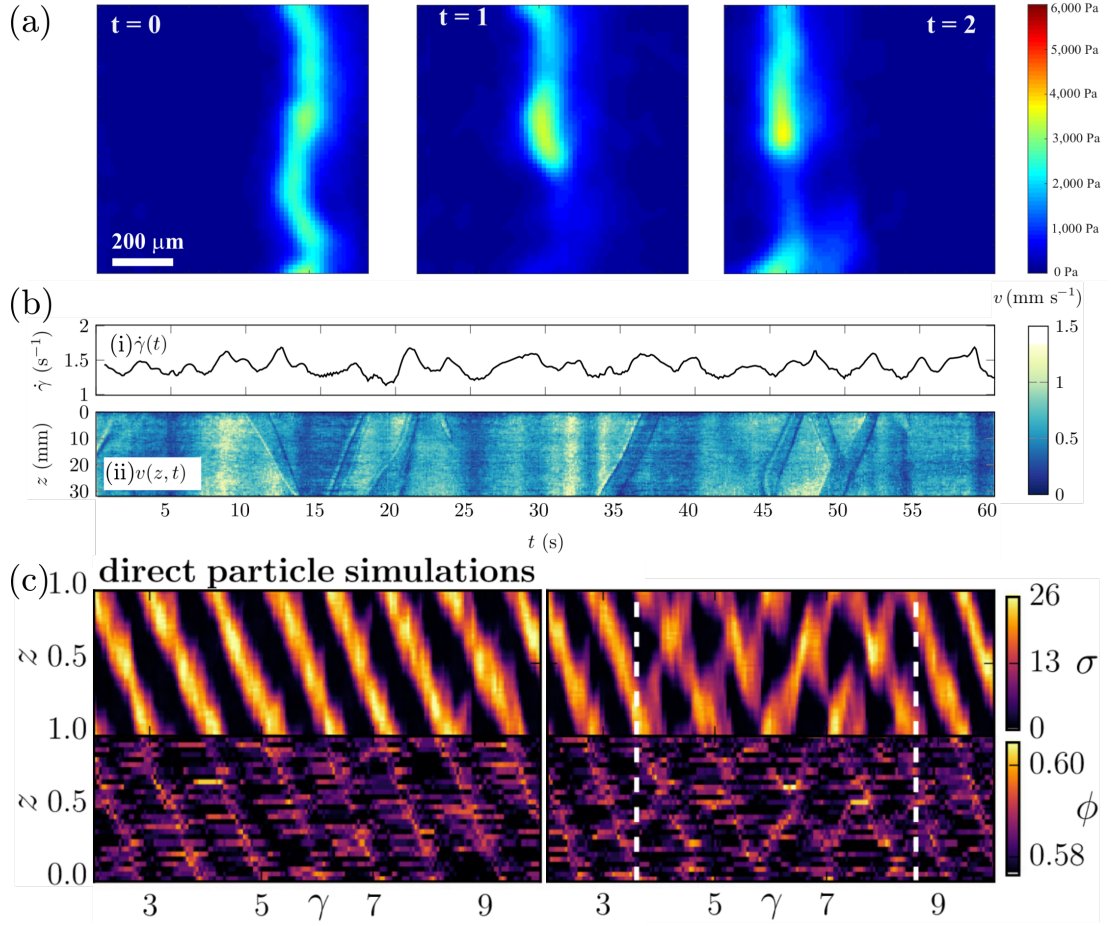 (a)
t = 0
t = 1
t = 2
200 μm
6,000 Pa
5,000 Pa
4,000 Pa
3,000 Pa
2,000 Pa
1,000 Pa
0 Pa
(b)
v (mm s⁻¹)
(i) γ̇(t)
γ̇ (s⁻¹)
2
1.5
1
(ii) v(z, t)
z (mm)
0
10
20
30
1.5
1
0.5
0
5 10 15 20 25 30 35 40 45 50 55 60
t (s)
(c)
direct particle simulations
1.0
z 0.5
1.0
z 0.5
0.0
26
13 σ
0
0.60
ϕ
0.58
3 5 γ 7 9
3 5 γ 7 9